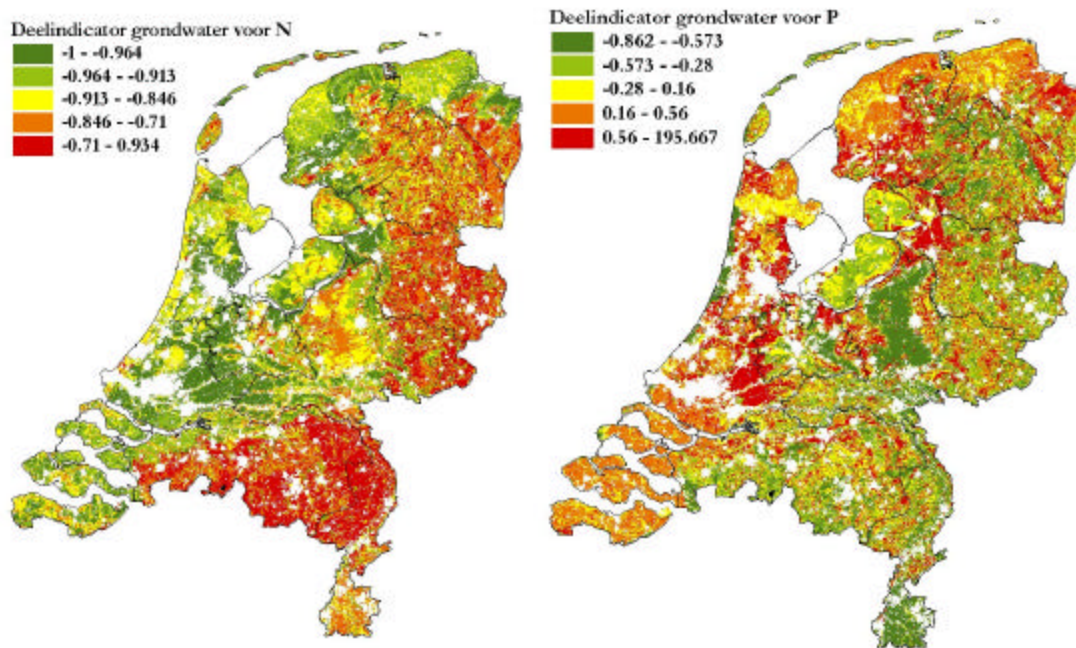 Deelindicator grondwater voor N
-1 - -0.964
-0.964 - -0.913
-0.913 - -0.846
-0.846 - -0.71
-0.71 - 0.934
Deelindicator grondwater voor P
-0.862 - -0.573
-0.573 - -0.28
-0.28 - 0.16
0.16 - 0.56
0.56 - 195.667